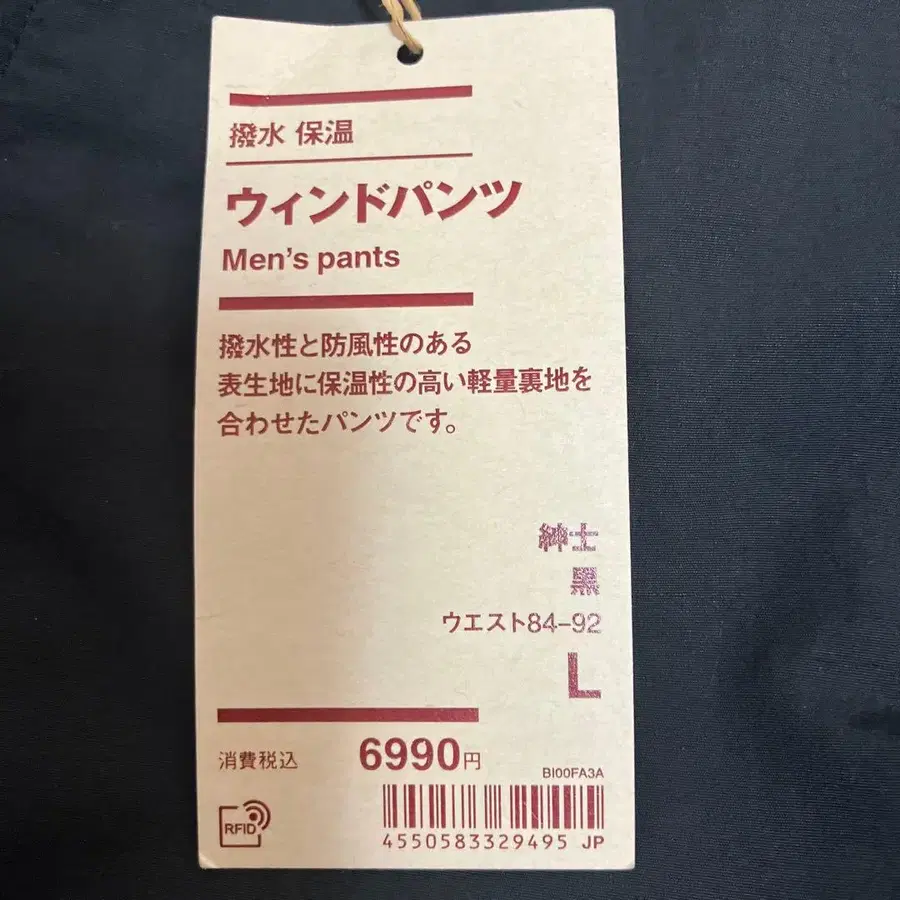 撥水 保温
ウィンドパンツ
Men's pants
撥水性と防風性のある
表生地に保温性の高い軽量裏地を
合わせたパンツです。
紳士
黒
ウエスト84-92
L
消費税込 6990円
BI00FA3A
RFID
4550583329495 JP